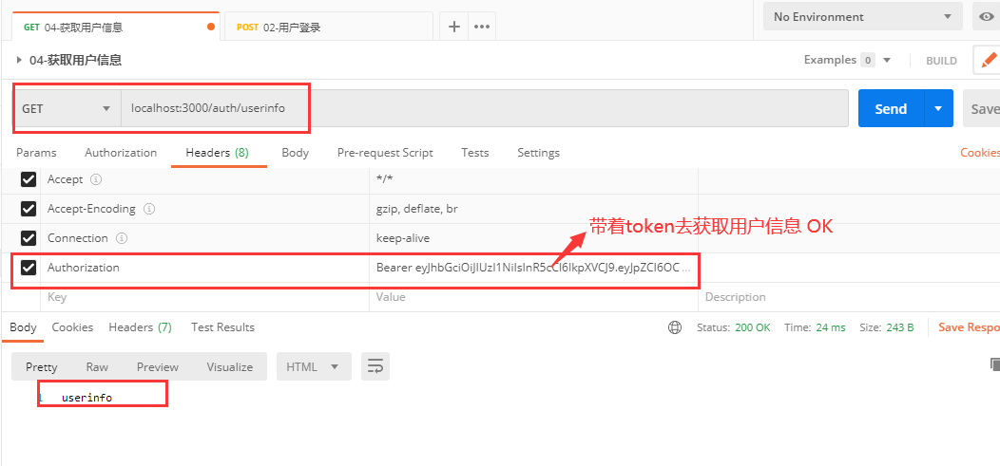 GET 04-获取用户信息
POST 02-用户登录
No Environment
04-获取用户信息
Examples 0
BUILD
GET
localhost:3000/auth/userinfo
Send
Save
Params Authorization Headers (8) Body Pre-request Script Tests Settings
Cookies
Accept */*
Accept-Encoding gzip, deflate, br
带着token去获取用户信息 OK
Connection keep-alive
Authorization Bearer eyJhbGciOiJIUzI1NiIsInR5cCI6IkpXVCJ9.eyJpZCI6OC ...
Key Value Description
Body Cookies Headers (7) Test Results
Status: 200 OK Time: 24 ms Size: 243 B
Save Respo
Pretty Raw Preview Visualize
HTML
1 userinfo